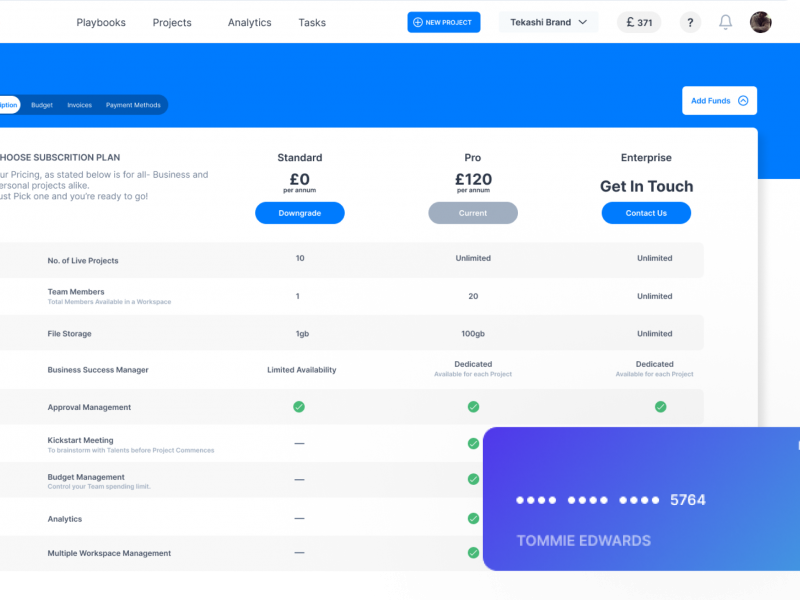 Playbooks Projects Analytics Tasks NEW PROJECT Tekashi Brand £ 371 ?
iption Budget Invoices Payment Methods
Add Funds
HOOSE SUBSCRITION PLAN
ur Pricing, as stated below is for all- Business and
ersonal projects alike.
ust Pick one and you're ready to go!
Standard Pro Enterprise
£0 £120 Get In Touch
per annum per annum
Downgrade Current Contact Us
No. of Live Projects 10 Unlimited Unlimited
Team Members 1 20 Unlimited
Total Members Available in a Workspace
File Storage 1gb 100gb Unlimited
Business Success Manager Limited Availability Dedicated Dedicated
Available for each Project Available for each Project
Approval Management
Kickstart Meeting —
To brainstorm with Talents before Project Commences
Budget Management —
Control your Team spending limit.
Analytics —
Multiple Workspace Management —
•••• •••• •••• 5764
TOMMIE EDWARDS